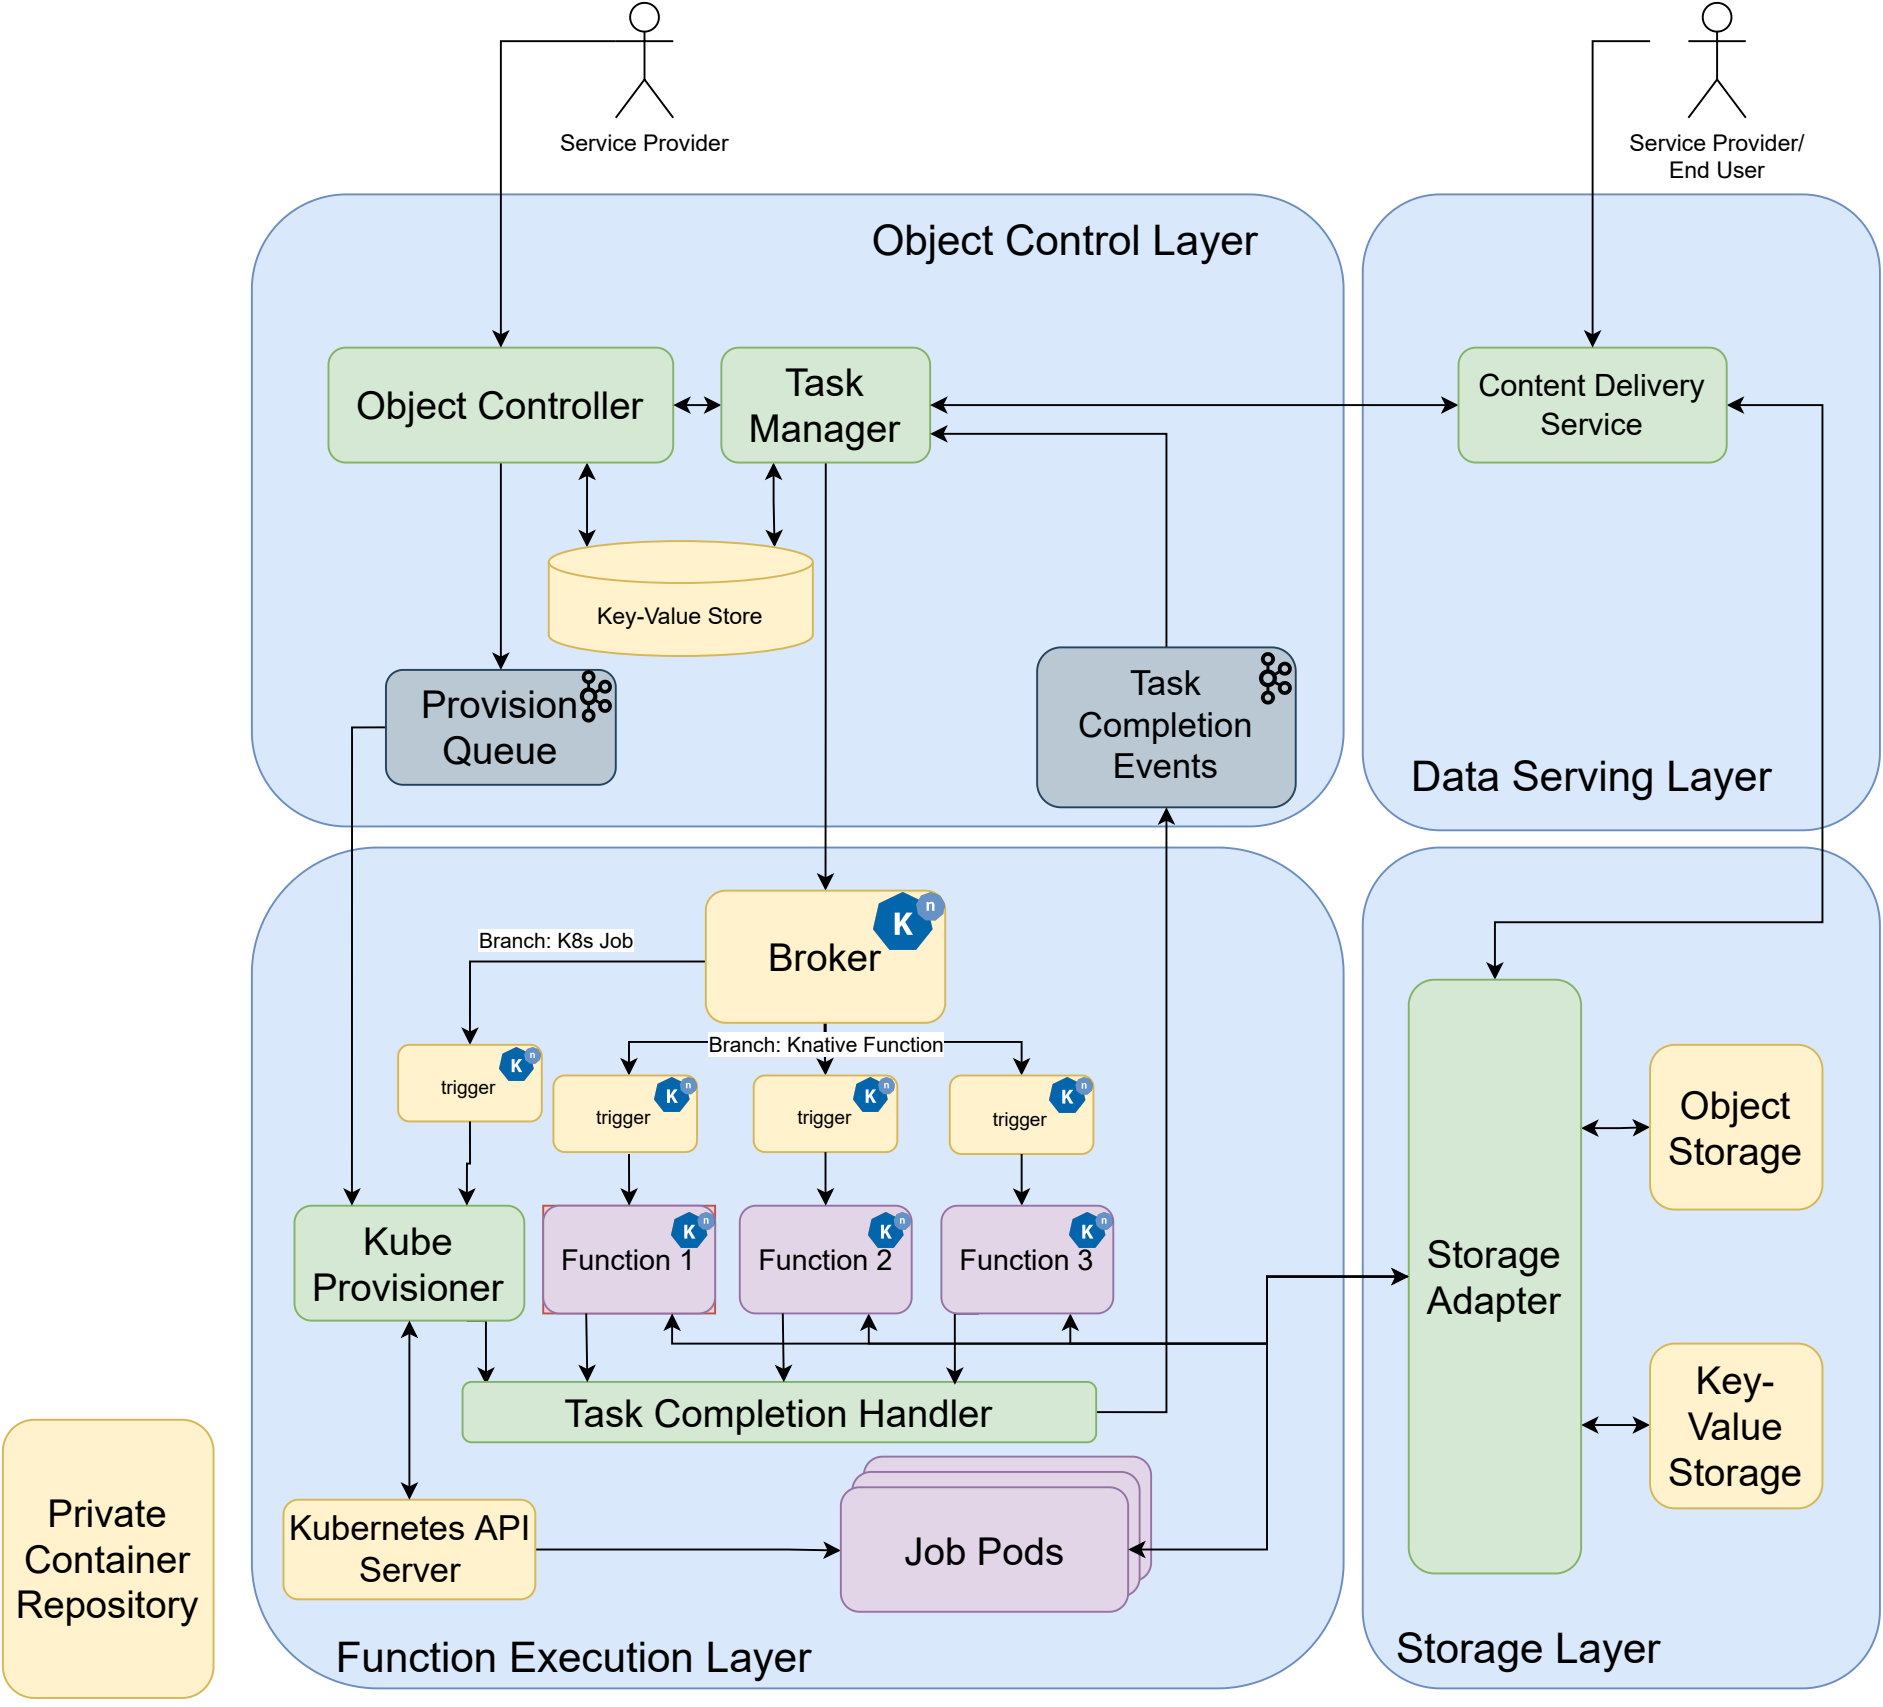 Service Provider
Service Provider/
End User
Object Control Layer
Object Controller
Task
Manager
Content Delivery
Service
Key-Value Store
Provision
Queue
Task
Completion
Events
Data Serving Layer
Broker
K
n
Branch: K8s Job
Branch: Knative Function
trigger
K
n
trigger
K
n
trigger
K
n
trigger
K
n
Kube
Provisioner
Function 1
K
n
Function 2
K
n
Function 3
K
n
Task Completion Handler
Kubernetes API
Server
Job Pods
Function Execution Layer
Private
Container
Repository
Storage
Adapter
Object
Storage
Key-
Value
Storage
Storage Layer